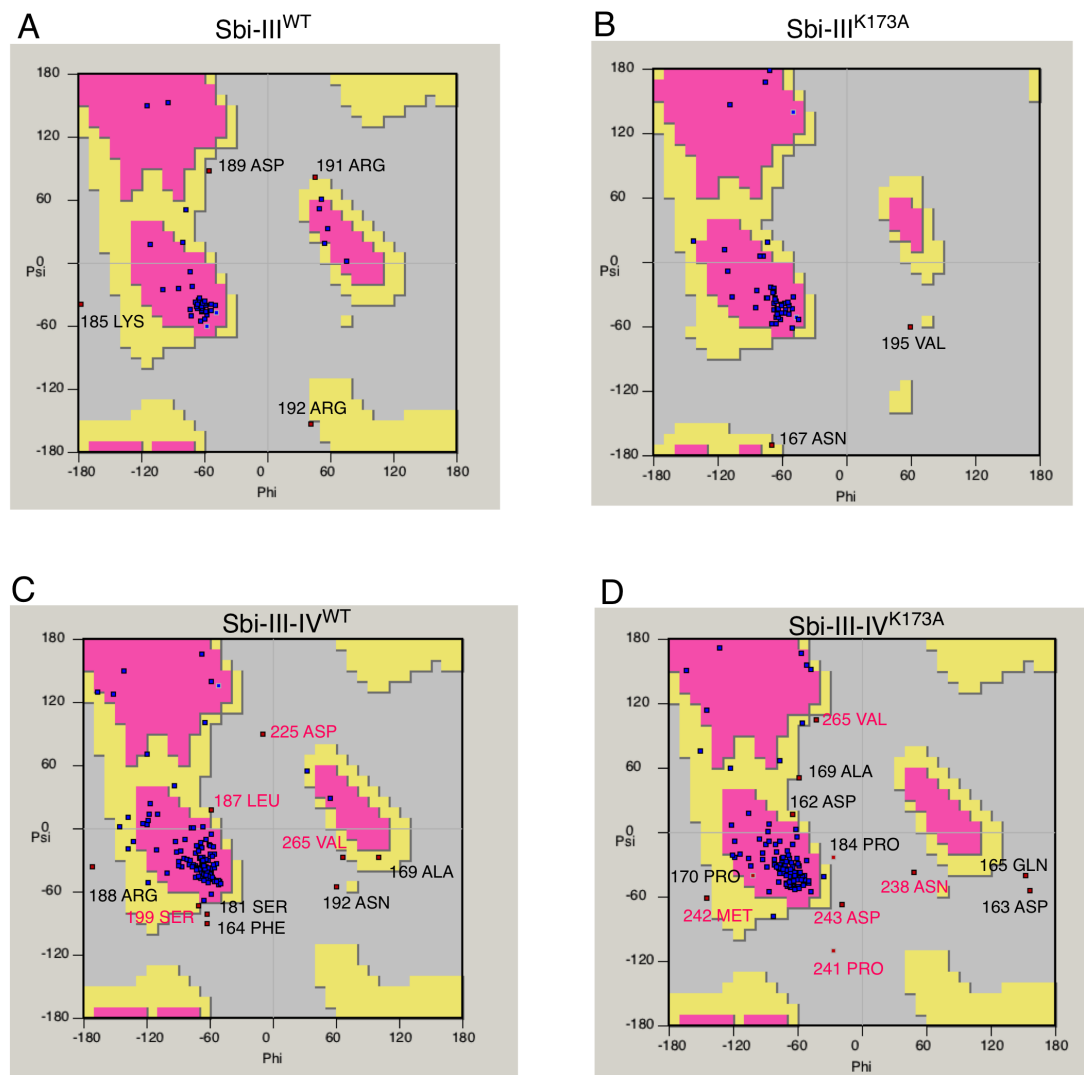 A
Sbi-III^WT
180
120
60
0
Psi
-60
-120
-180
189 ASP
191 ARG
185 LYS
192 ARG
-180 -120 -60 0 60 120 180
Phi
B
Sbi-III^K173A
180
120
60
0
Psi
-60
-120
-180
195 VAL
167 ASN
-180 -120 -60 0 60 120 180
Phi
C
Sbi-III-IV^WT
180
120
60
0
Psi
-60
-120
-180
225 ASP
187 LEU
265 VAL
169 ALA
188 ARG
192 ASN
199 SER
181 SER
164 PHE
-180 -120 -60 0 60 120 180
Phi
D
Sbi-III-IV^K173A
180
120
60
0
Psi
-60
-120
-180
265 VAL
169 ALA
162 ASP
184 PRO
170 PRO
165 GLN
238 ASN
163 ASP
242 MET
243 ASP
241 PRO
-180 -120 -60 0 60 120 180
Phi